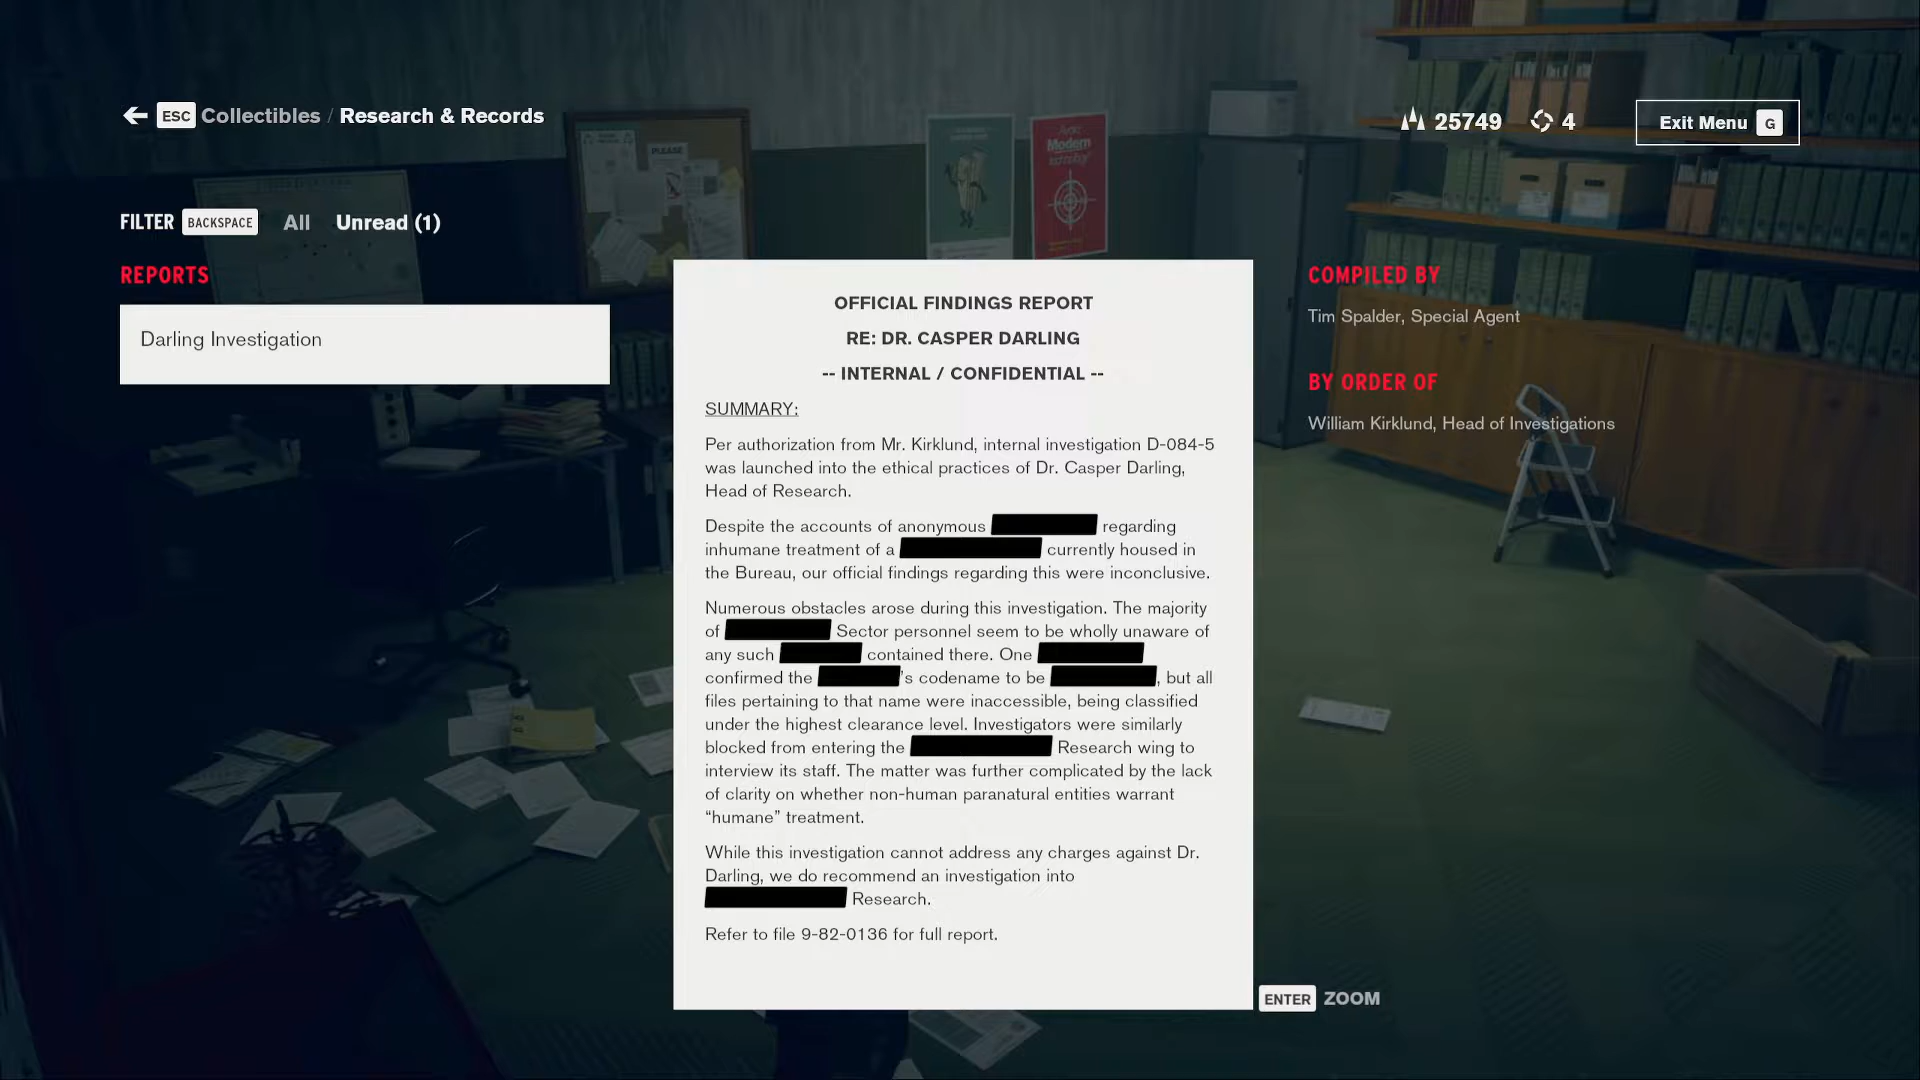 ESC Collectibles / Research & Records
25749 4
Exit Menu G
FILTER BACKSPACE All Unread (1)
REPORTS
Darling Investigation
PLEASE
Modern
OFFICIAL FINDINGS REPORT
RE: DR. CASPER DARLING
-- INTERNAL / CONFIDENTIAL --
SUMMARY:
Per authorization from Mr. Kirklund, internal investigation D-084-5
was launched into the ethical practices of Dr. Casper Darling,
Head of Research.
Despite the accounts of anonymous regarding
inhumane treatment of a currently housed in
the Bureau, our official findings regarding this were inconclusive.
Numerous obstacles arose during this investigation. The majority
of Sector personnel seem to be wholly unaware of
any such contained there. One
confirmed the 's codename to be , but all
files pertaining to that name were inaccessible, being classified
under the highest clearance level. Investigators were similarly
blocked from entering the Research wing to
interview its staff. The matter was further complicated by the lack
of clarity on whether non-human paranatural entities warrant
“humane” treatment.
While this investigation cannot address any charges against Dr.
Darling, we do recommend an investigation into
Research.
Refer to file 9-82-0136 for full report.
COMPILED BY
Tim Spalder, Special Agent
BY ORDER OF
William Kirklund, Head of Investigations
ENTER ZOOM